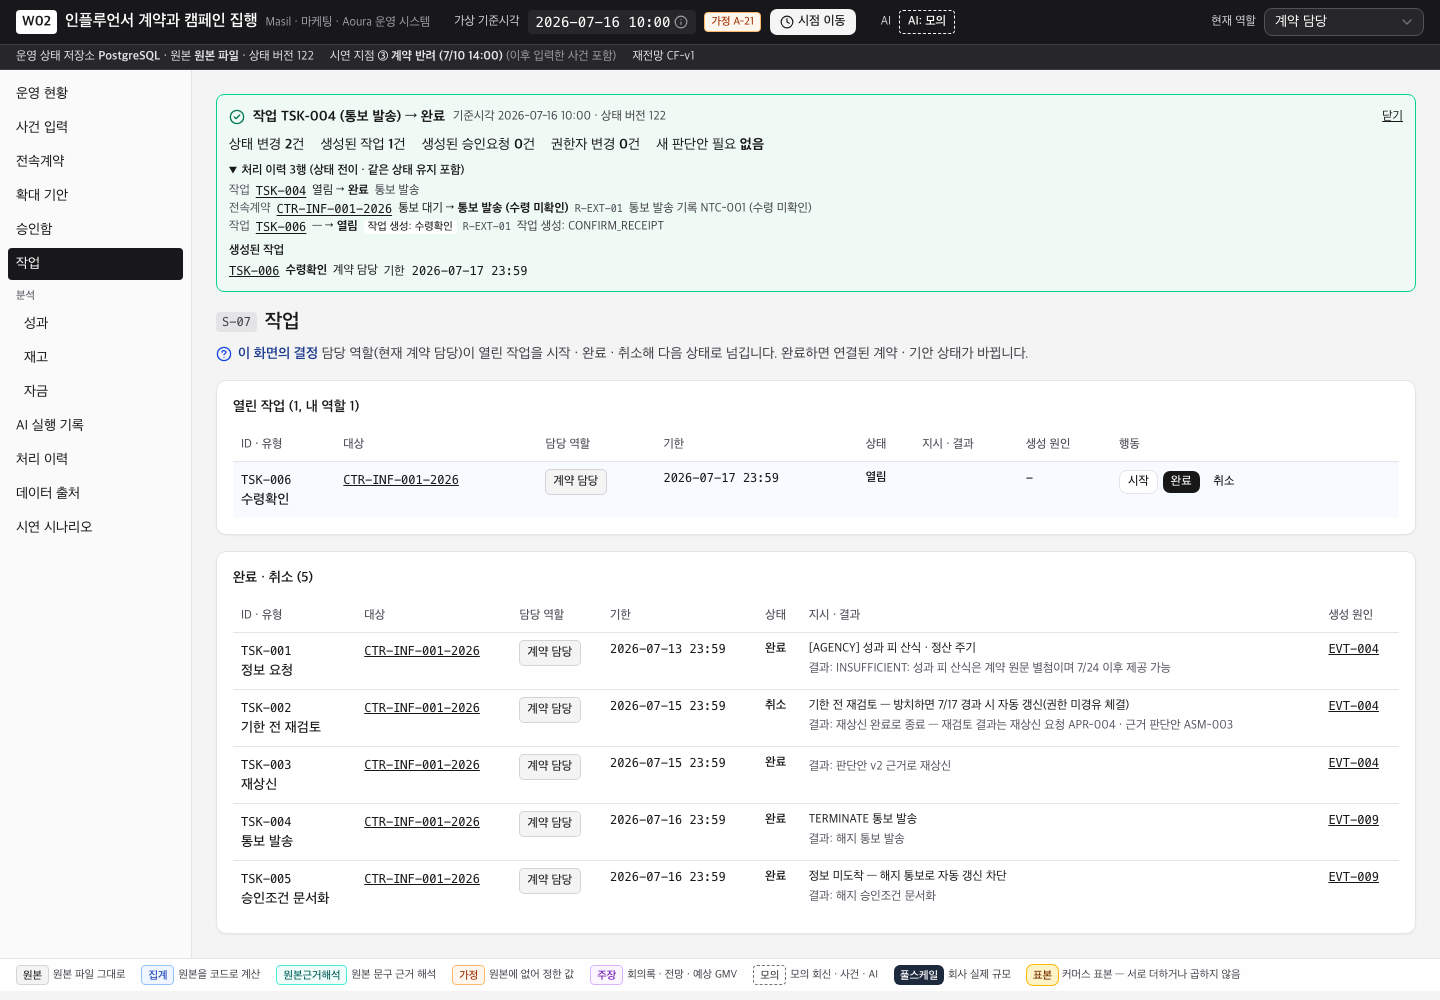 W02 인플루언서 계약과 캠페인 집행 Masil · 마케팅 · Aoura 운영 시스템 가상 기준시각 2026-07-16 10:00 가정 A-21 시점 이동 AI AI: 모의 현재 역할 계약 담당
운영 상태 저장소 PostgreSQL · 원본 원본 파일 · 상태 버전 122 시연 지점 ③ 계약 반려 (7/10 14:00) (이후 입력한 사건 포함) 재전망 CF-v1
운영 현황
사건 입력
전속계약
확대 기안
승인함
작업
분석
성과
재고
자금
AI 실행 기록
처리 이력
데이터 출처
시연 시나리오
작업 TSK-004 (통보 발송) → 완료 기준시각 2026-07-16 10:00 · 상태 버전 122 닫기
상태 변경 2건 생성된 작업 1건 생성된 승인요청 0건 권한자 변경 0건 새 판단안 필요 없음
▼ 처리 이력 3행 (상태 전이 · 같은 상태 유지 포함)
작업 TSK-004 열림 → 완료 통보 발송
전속계약 CTR-INF-001-2026 통보 대기 → 통보 발송 (수령 미확인) R-EXT-01 통보 발송 기록 NTC-001 (수령 미확인)
작업 TSK-006 — → 열림 작업 생성: 수령확인 R-EXT-01 작업 생성: CONFIRM_RECEIPT
생성된 작업
TSK-006 수령확인 계약 담당 기한 2026-07-17 23:59
S-07 작업
이 화면의 결정 담당 역할(현재 계약 담당)이 열린 작업을 시작 · 완료 · 취소해 다음 상태로 넘깁니다. 완료하면 연결된 계약 · 기안 상태가 바뀝니다.
열린 작업 (1, 내 역할 1)
ID · 유형 대상 담당 역할 기한 상태 지시 · 결과 생성 원인 행동
TSK-006 CTR-INF-001-2026 계약 담당 2026-07-17 23:59 열림 — 시작 완료 취소
수령확인
완료 · 취소 (5)
ID · 유형 대상 담당 역할 기한 상태 지시 · 결과 생성 원인
TSK-001 CTR-INF-001-2026 계약 담당 2026-07-13 23:59 완료 [AGENCY] 성과 피 산식 · 정산 주기 EVT-004
정보 요청 결과: INSUFFICIENT: 성과 피 산식은 계약 원문 별첨이며 7/24 이후 제공 가능
TSK-002 CTR-INF-001-2026 계약 담당 2026-07-15 23:59 취소 기한 전 재검토 — 방치하면 7/17 경과 시 자동 갱신(권한 미경유 체결) EVT-004
기한 전 재검토 결과: 재상신 완료로 종료 — 재검토 결과는 재상신 요청 APR-004 · 근거 판단안 ASM-003
TSK-003 CTR-INF-001-2026 계약 담당 2026-07-15 23:59 완료 결과: 판단안 v2 근거로 재상신 EVT-004
재상신
TSK-004 CTR-INF-001-2026 계약 담당 2026-07-16 23:59 완료 TERMINATE 통보 발송 EVT-009
통보 발송 결과: 해지 통보 발송
TSK-005 CTR-INF-001-2026 계약 담당 2026-07-16 23:59 완료 정보 미도착 — 해지 통보로 자동 갱신 차단 EVT-009
승인조건 문서화 결과: 해지 승인조건 문서화
원본 원본 파일 그대로 집계 원본을 코드로 계산 원본근거해석 원본 문구 근거 해석 가정 원본에 없어 정한 값 주장 회의록 · 전망 · 예상 GMV 모의 모의 회신 · 사건 · AI 풀스케일 회사 실제 규모 표본 커머스 표본 — 서로 더하거나 곱하지 않음